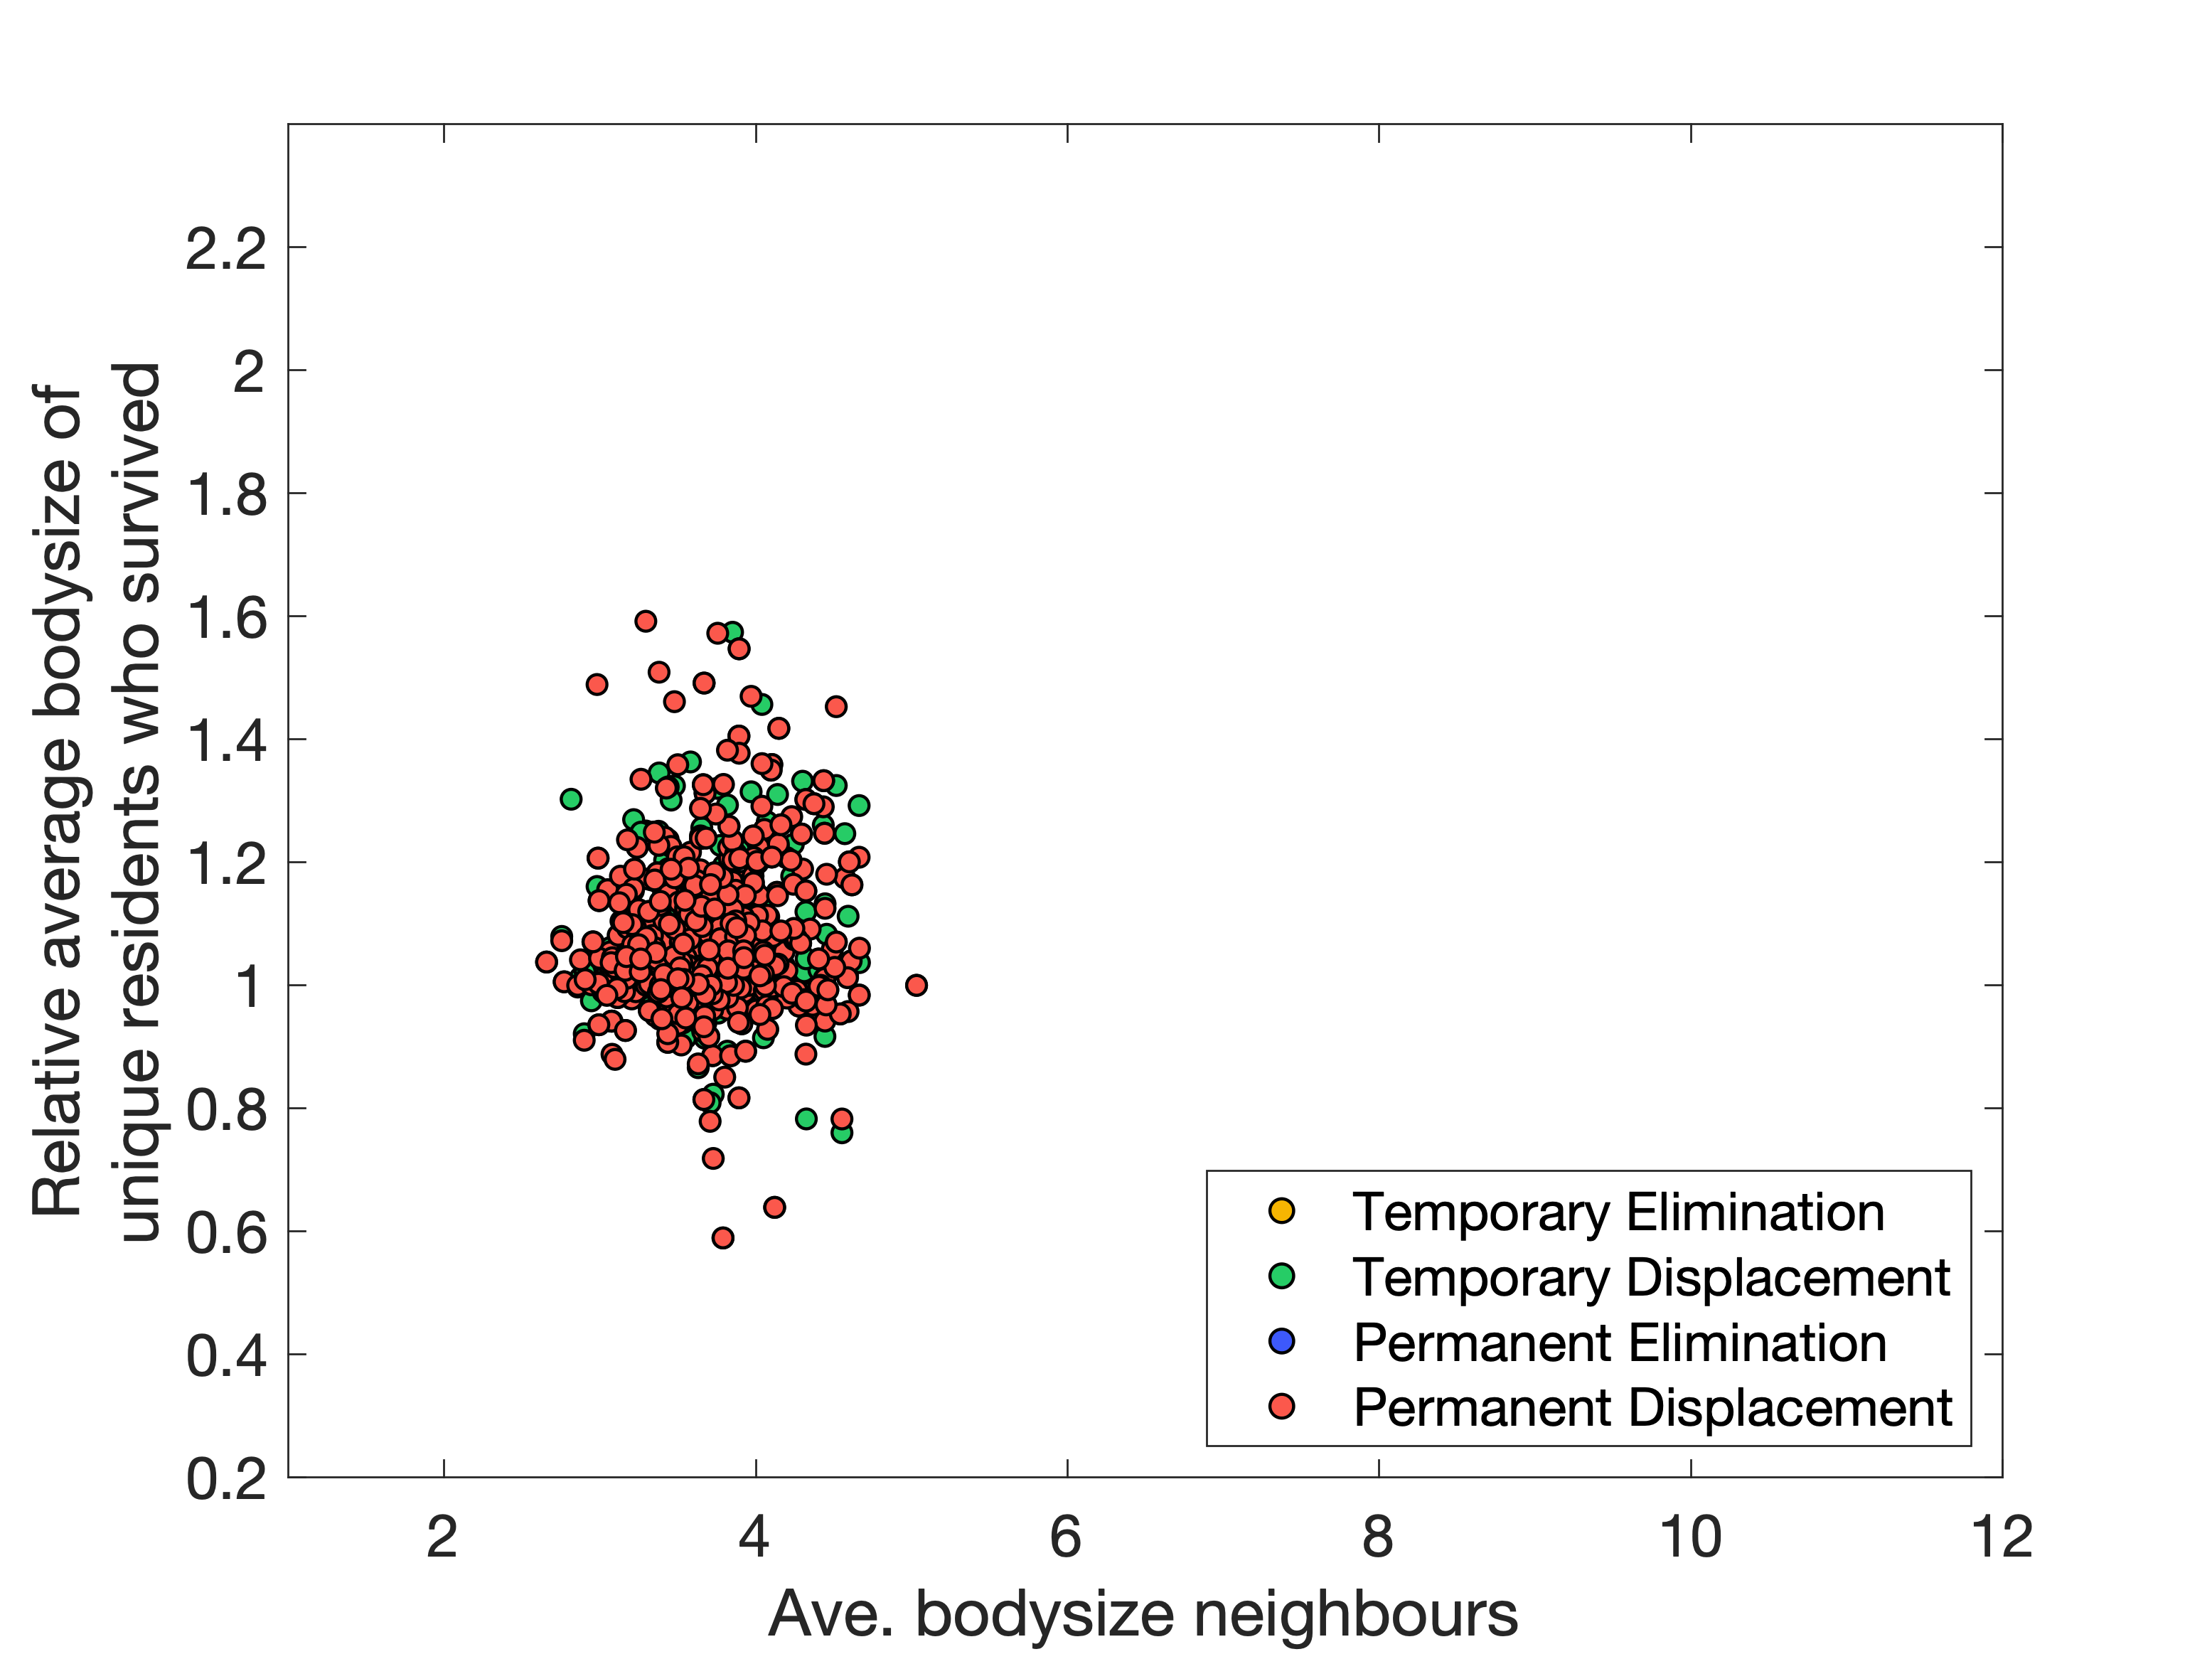 Relative average bodysize of
unique residents who survived
2.2
2
1.8
1.6
1.4
1.2
1
0.8
0.6
0.4
0.2
2
4
6
8
10
12
Ave. bodysize neighbours
Temporary Elimination
Temporary Displacement
Permanent Elimination
Permanent Displacement